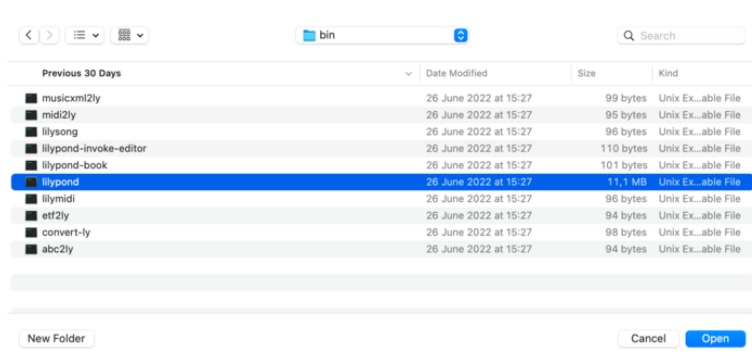 bin
Search
Previous 30 Days Date Modified Size Kind
musicxml2ly 26 June 2022 at 15:27 99 bytes Unix Ex...able File
midi2ly 26 June 2022 at 15:27 95 bytes Unix Ex...able File
lilysong 26 June 2022 at 15:27 96 bytes Unix Ex...able File
lilypond-invoke-editor 26 June 2022 at 15:27 110 bytes Unix Ex...able File
lilypond-book 26 June 2022 at 15:27 101 bytes Unix Ex...able File
lilypond 26 June 2022 at 15:27 11,1 MB Unix Ex...able File
lilymidi 26 June 2022 at 15:27 96 bytes Unix Ex...able File
etf2ly 26 June 2022 at 15:27 94 bytes Unix Ex...able File
convert-ly 26 June 2022 at 15:27 98 bytes Unix Ex...able File
abc2ly 26 June 2022 at 15:27 94 bytes Unix Ex...able File
New Folder Cancel Open